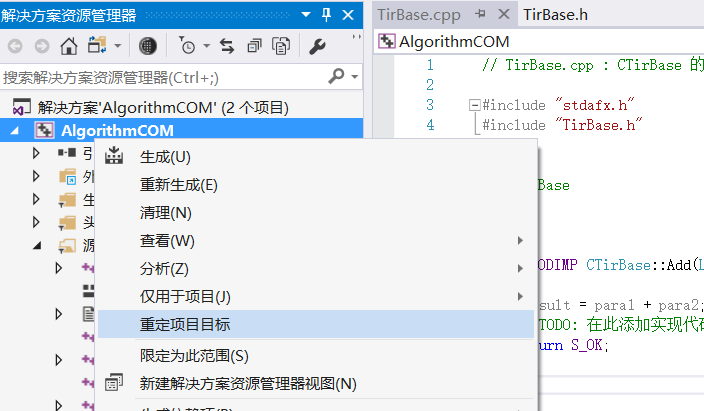 解决方案资源管理器
搜索解决方案资源管理器(Ctrl+;)
解决方案'AlgorithmCOM' (2 个项目)
AlgorithmCOM
引
外
生
头
源
生成(U)
重新生成(E)
清理(N)
查看(W)
分析(Z)
仅用于项目(J)
重定项目目标
限定为此范围(S)
新建解决方案资源管理器视图(N)
TirBase.cpp
TirBase.h
AlgorithmCOM
1 // TirBase.cpp : CTirBase 的
2
3 #include "stdafx.h"
4 #include "TirBase.h"
Base
ODIMP CTirBase::Add(L
sult = para1 + para2;
TODO: 在此添加实现代码
urn S_OK;